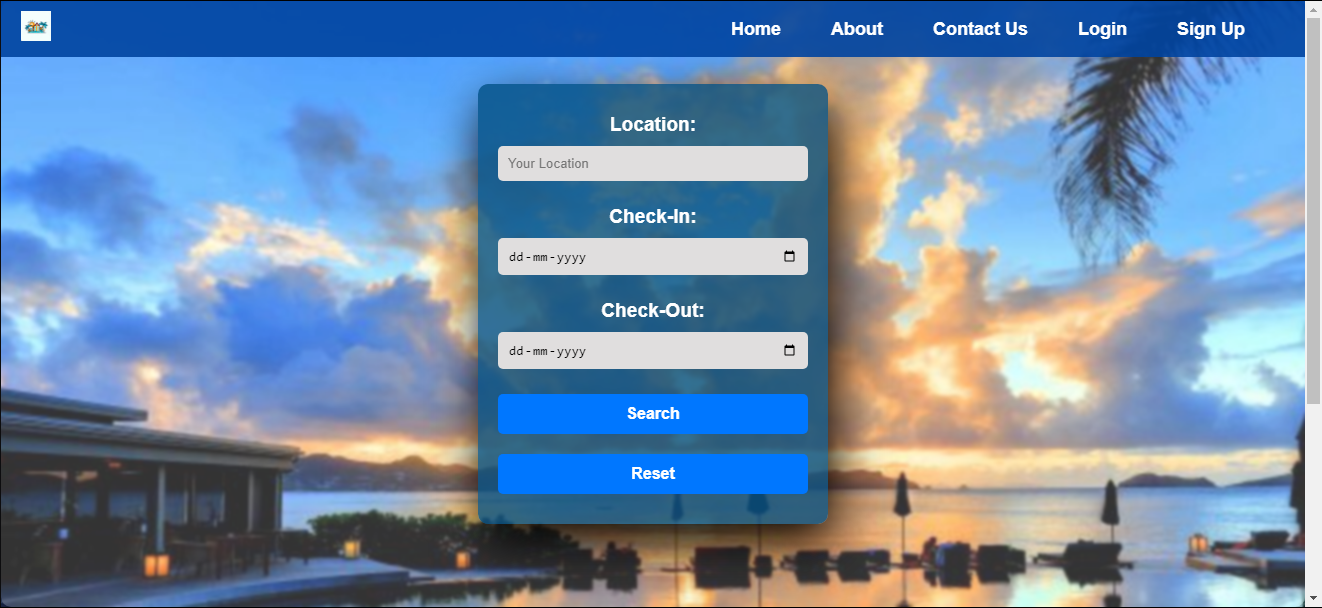 Home About Contact Us Login Sign Up
Location:
Your Location
Check-In:
dd-mm-yyyy
Check-Out:
dd-mm-yyyy
Search
Reset